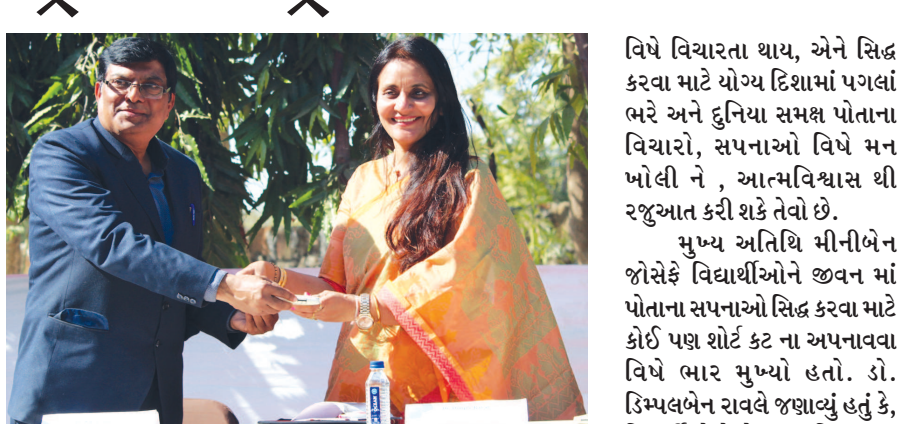 વિષે વિચારતા થાય, એને સિદ્ધ
કરવા માટે યોગ્ય દિશામાં પગલાં
ભરે અને દુનિયા સમક્ષ પોતાના
વિચારો, સપનાઓ વિષે મન
ખોલી ને , આત્મવિશ્વાસ થી
રજુઆત કરી શકે તેવો છે.
મુખ્ય અતિથિ મીનીબેન
જોસેફે વિદ્યાર્થીઓને જીવન માં
પોતાના સપનાઓ સિદ્ધ કરવા માટે
કોઈ પણ શોર્ટ કટ ના અપનાવવા
વિષે ભાર મુખ્યો હતો. ડો.
ડિમ્પલબેન રાવલે જણાવ્યું હતું કે,